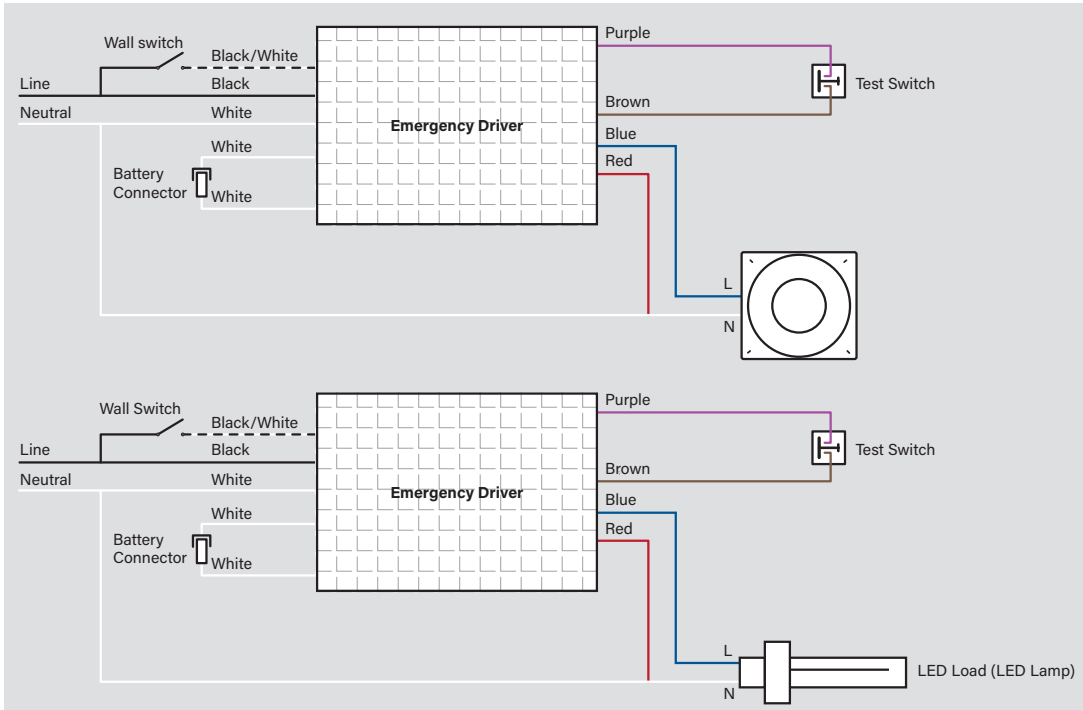 Purple
Wall switch
Black/White
Line
Black
Test Switch
Brown
Neutral
White
Emergency Driver
Blue
White
Red
Battery
Connector
White
L
N
Purple
Wall Switch
Black/White
Line
Black
Test Switch
Brown
Neutral
White
Emergency Driver
Blue
White
Red
Battery
Connector
White
L
LED Load (LED Lamp)
N